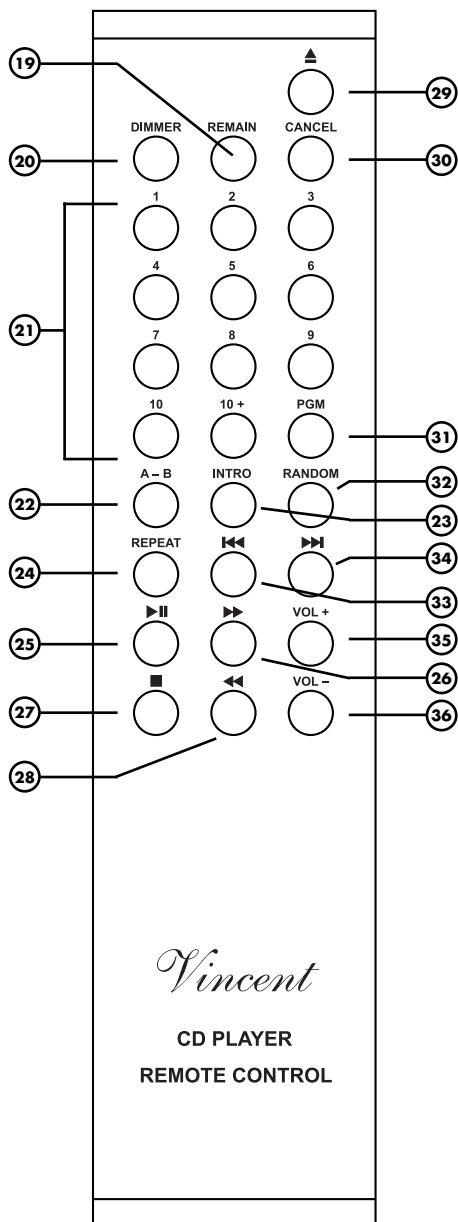 19
29
DIMMER REMAIN CANCEL
20
30
1 2 3
4 5 6
21
7 8 9
10 10 + PGM
31
A – B INTRO RANDOM
32
22
23
REPEAT
34
24
33
VOL +
25
35
26
VOL –
27
36
28
Vincent
CD PLAYER
REMOTE CONTROL